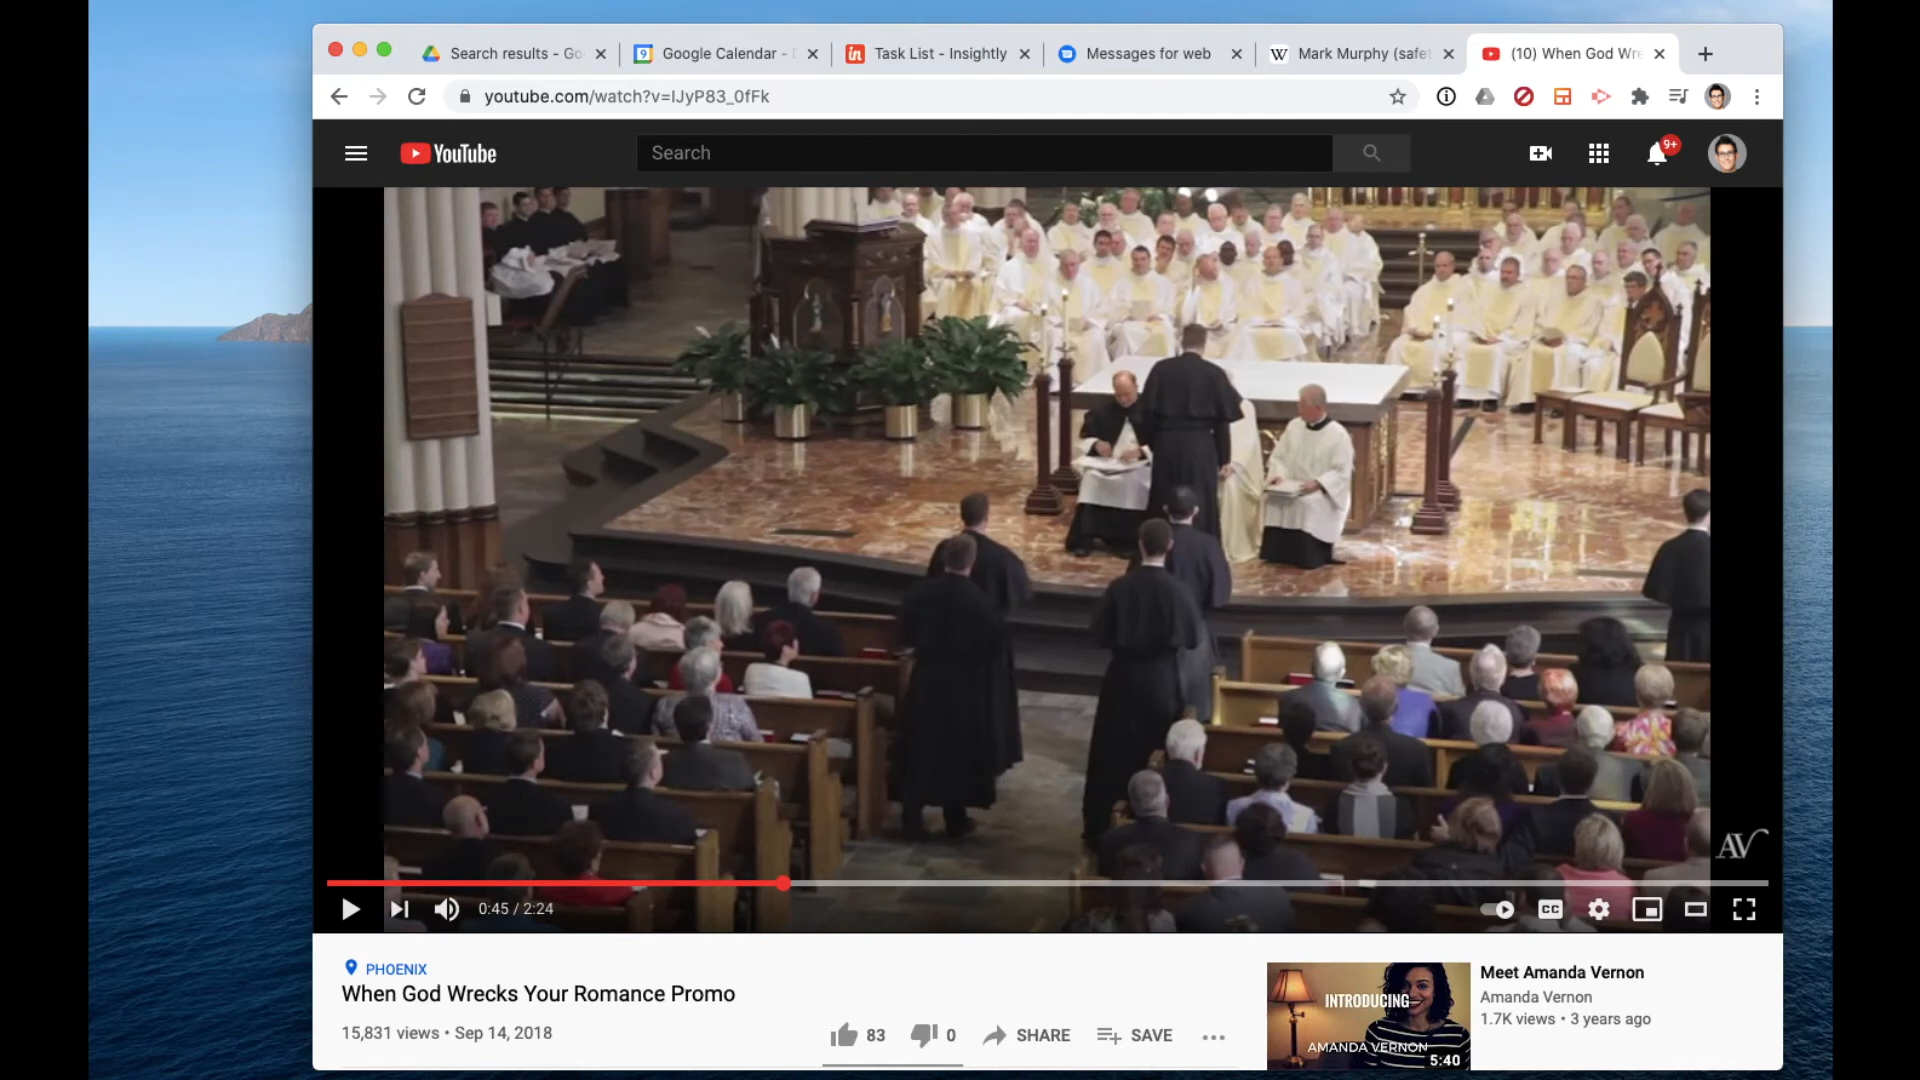 Search results - Go
Google Calendar -
Task List - Insightly
Messages for web
W Mark Murphy (safet
(10) When God Wre
youtube.com/watch?v=IJyP83_0fFk
YouTube
Search
9+
AV
0:45 / 2:24
CC
PHOENIX
When God Wrecks Your Romance Promo
15,831 views • Sep 14, 2018
83
0
SHARE
SAVE
INTRODUCING
AMANDA VERNON
5:40
Meet Amanda Vernon
Amanda Vernon
1.7K views • 3 years ago